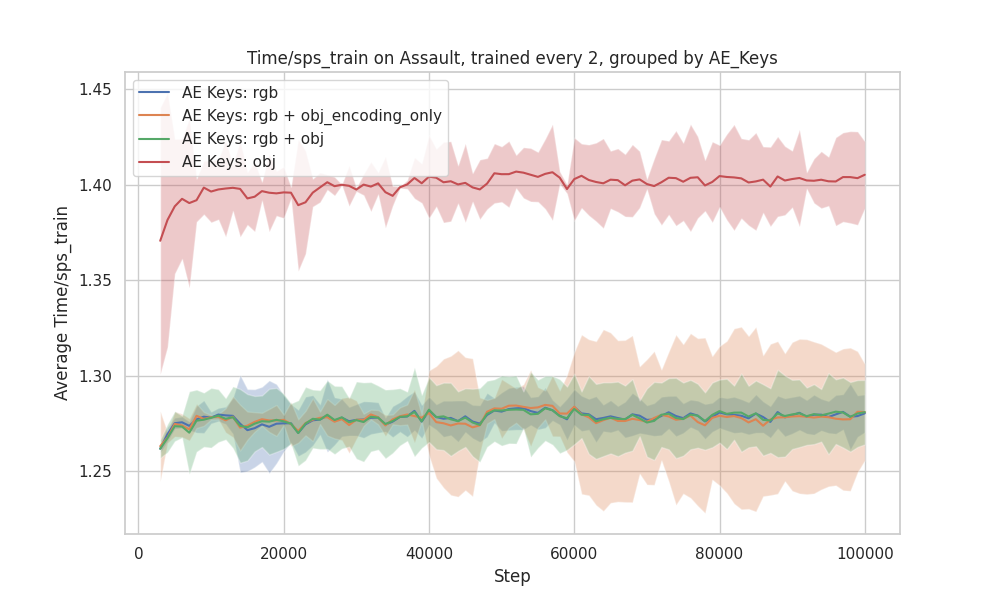 Time/sps_train on Assault, trained every 2, grouped by AE_Keys
AE Keys: rgb
AE Keys: rgb + obj_encoding_only
AE Keys: rgb + obj
AE Keys: obj
1.45
1.40
1.35
1.30
1.25
Average Time/sps_train
0
20000
40000
60000
80000
100000
Step